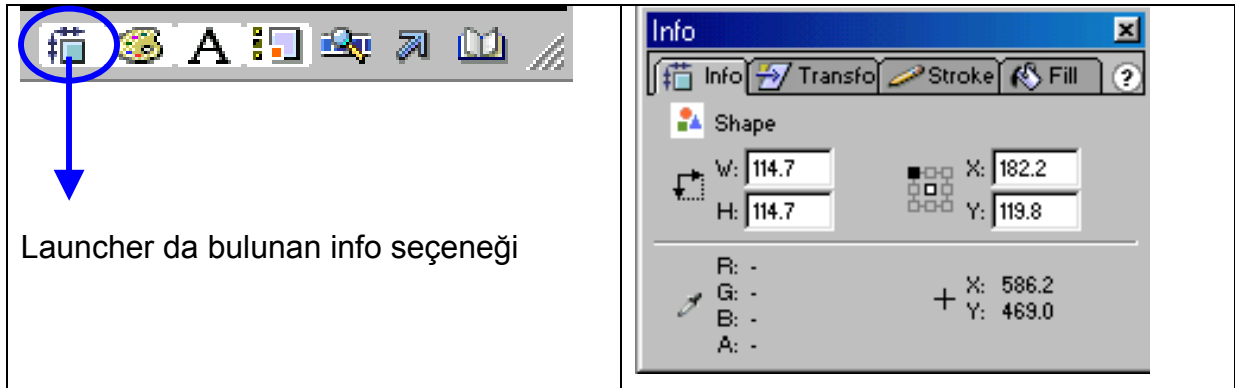 A
Launcher da bulunan info seçeneği
Info
Info Transfo Stroke Fill ?
Shape
W: 114.7 X: 182.2
H: 114.7 Y: 119.8
R: -
G: - X: 586.2
B: - Y: 469.0
A: -